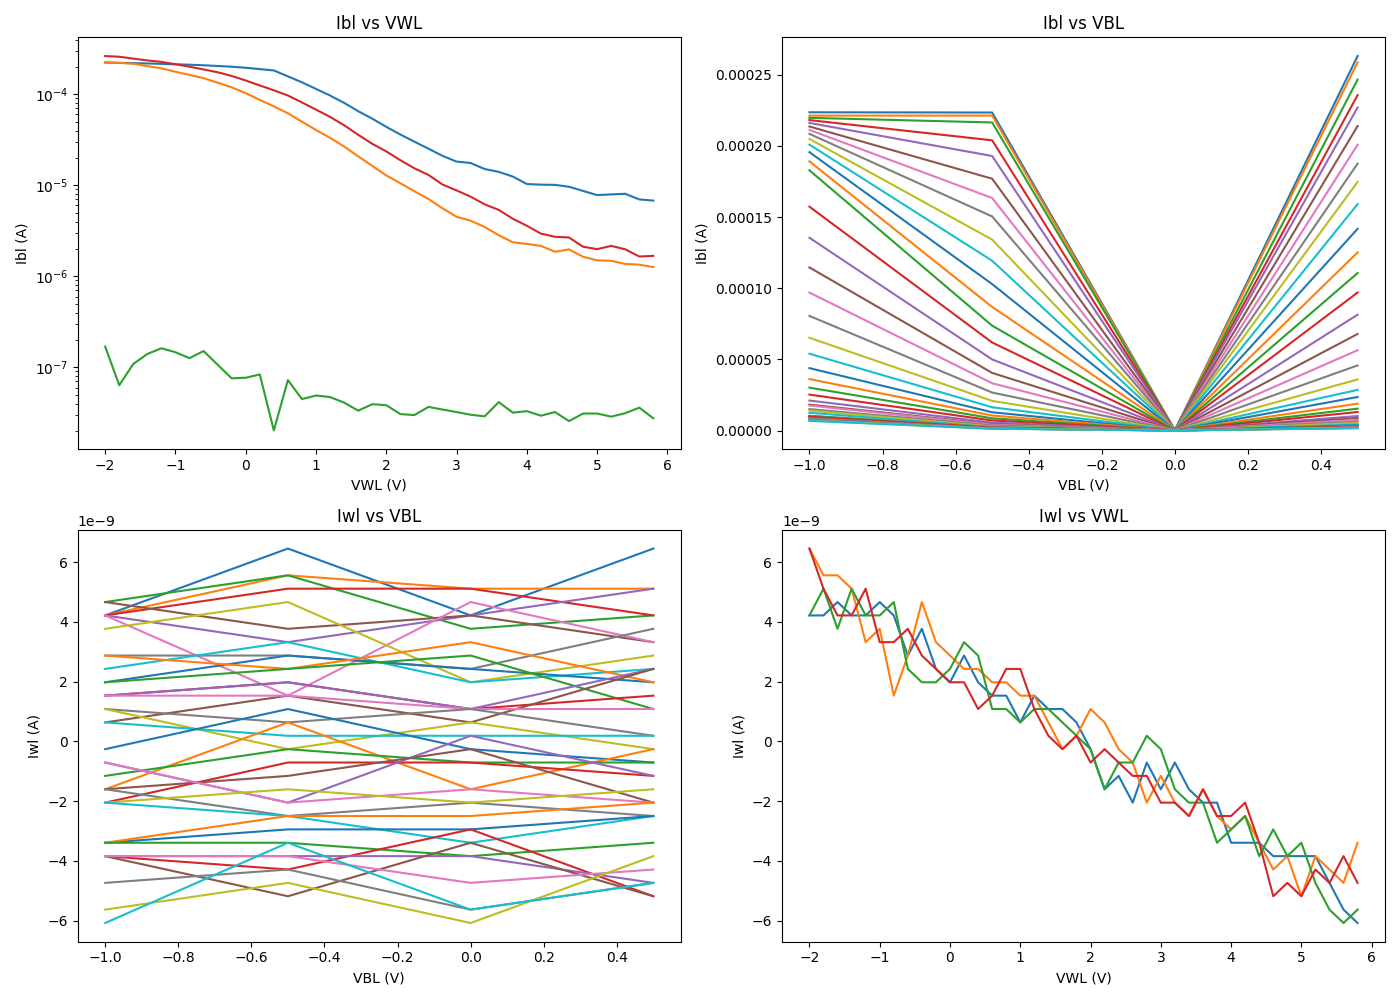 Ibl vs VWL
Ibl (A)
10−4
10−5
10−6
10−7
−2 −1 0 1 2 3 4 5 6
VWL (V)
Ibl vs VBL
Ibl (A)
0.00025
0.00020
0.00015
0.00010
0.00005
0.00000
−1.0 −0.8 −0.6 −0.4 −0.2 0.0 0.2 0.4
VBL (V)
Iwl vs VBL
1e−9
Iwl (A)
6
4
2
0
−2
−4
−6
−1.0 −0.8 −0.6 −0.4 −0.2 0.0 0.2 0.4
VBL (V)
Iwl vs VWL
1e−9
Iwl (A)
6
4
2
0
−2
−4
−6
−2 −1 0 1 2 3 4 5 6
VWL (V)